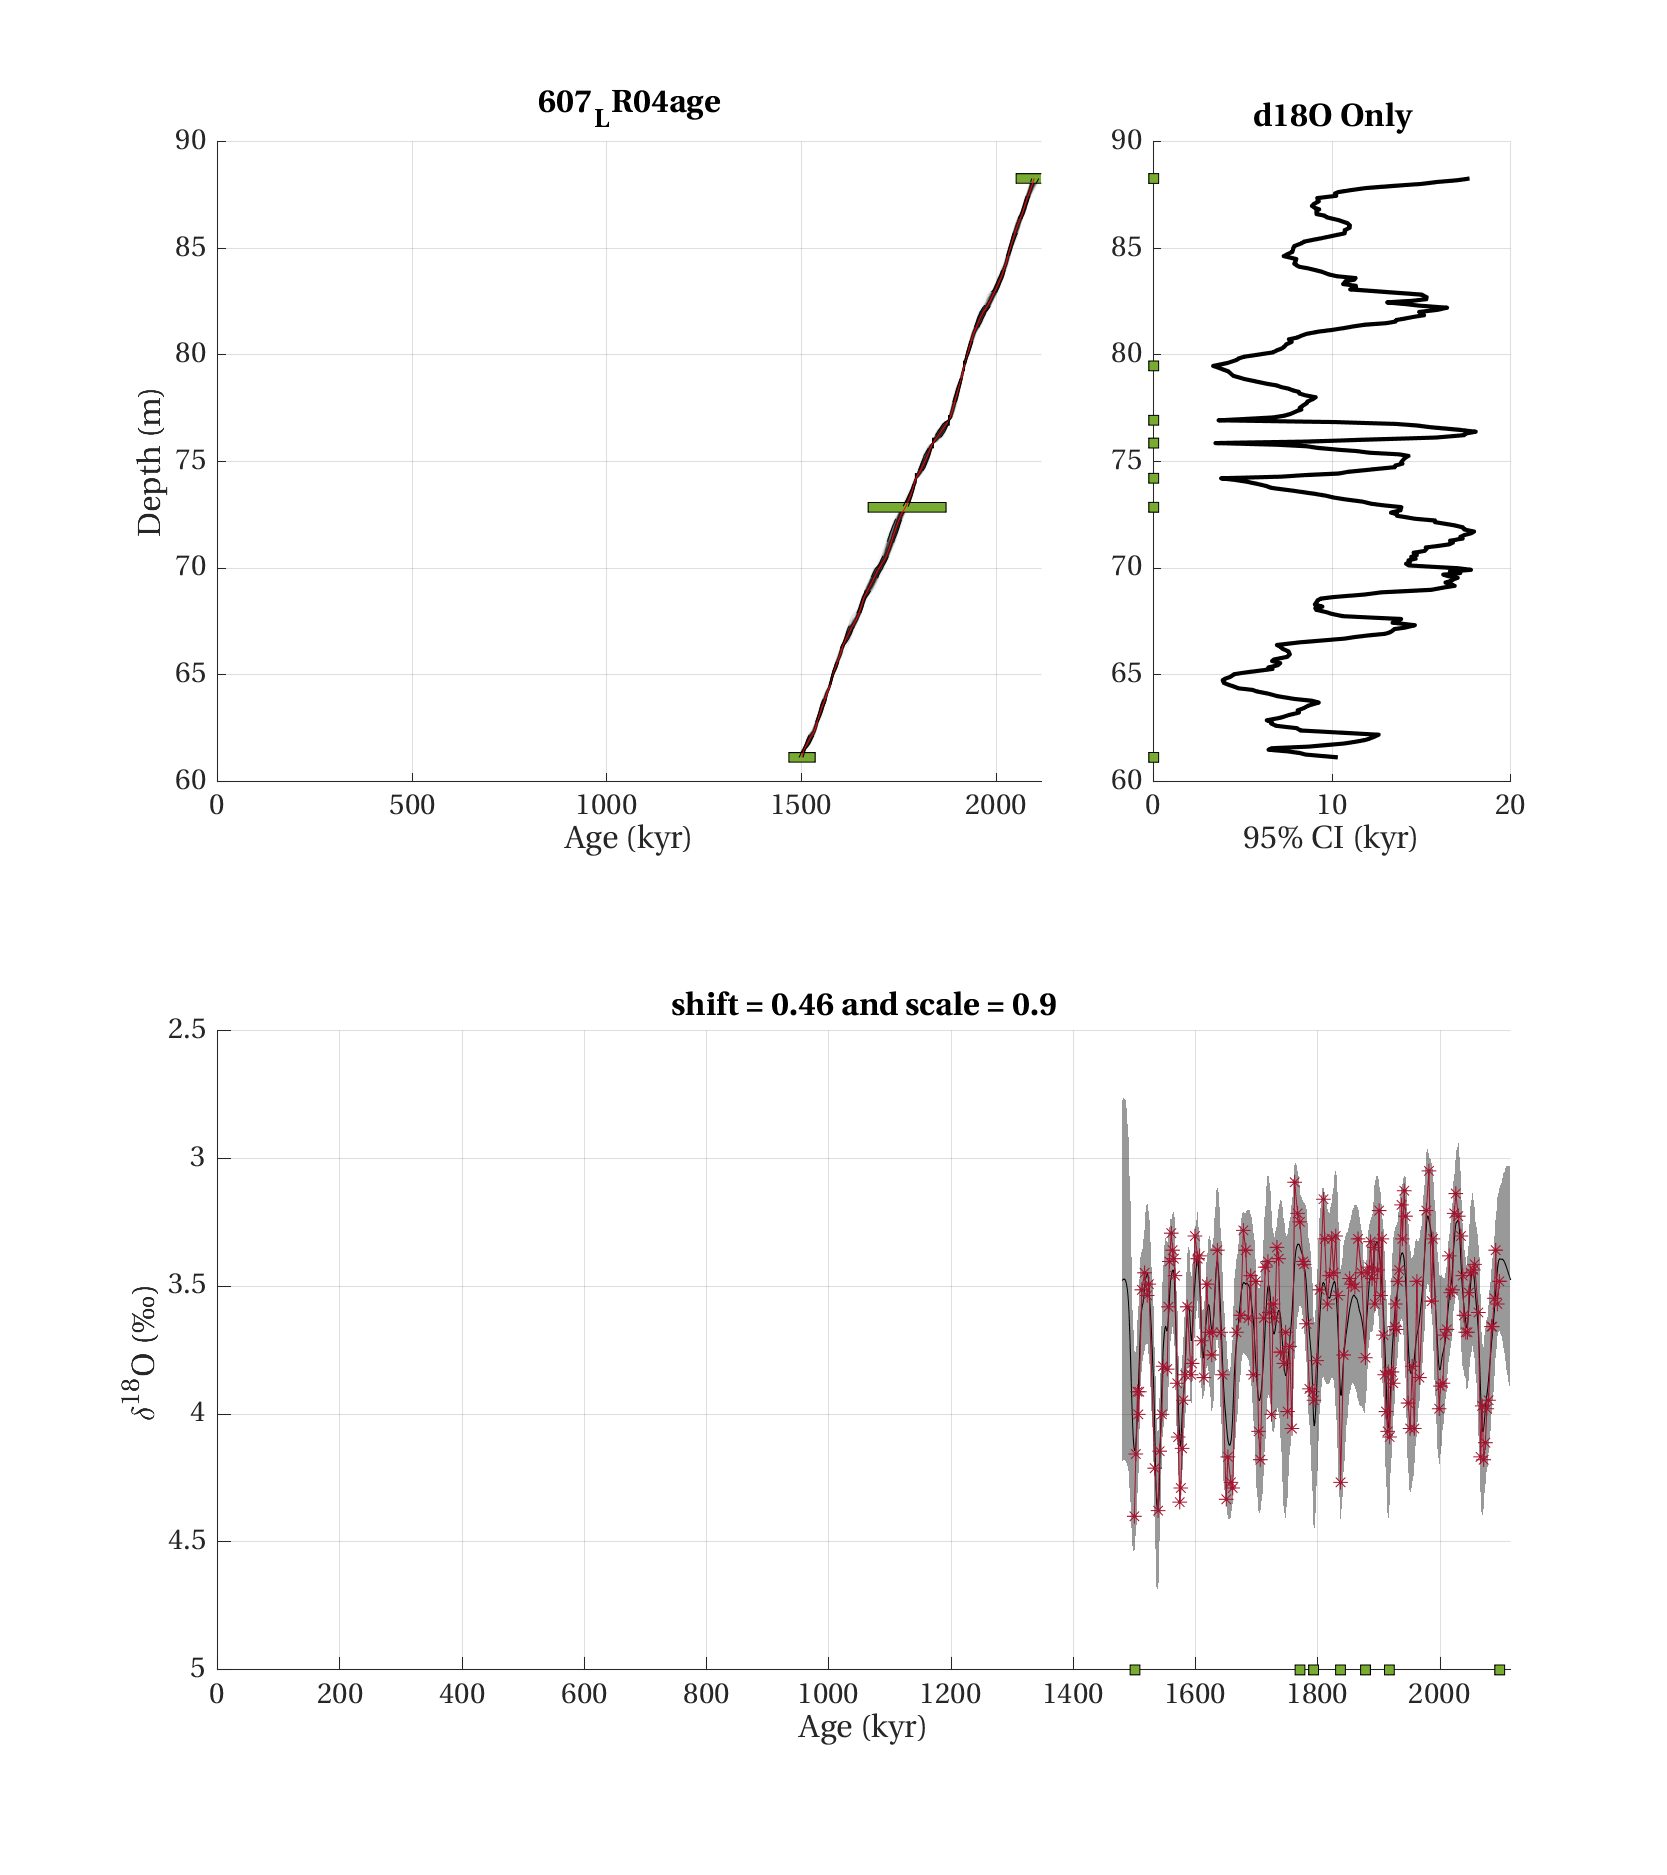 607_LR04age
90
85
80
75
70
65
60
0 500 1000 1500 2000
Depth (m)
Age (kyr)
d18O Only
90
85
80
75
70
65
60
0 10 20
95% CI (kyr)
shift = 0.46 and scale = 0.9
2.5
3
3.5
4
4.5
5
0 200 400 600 800 1000 1200 1400 1600 1800 2000
δ18O (‰)
Age (kyr)